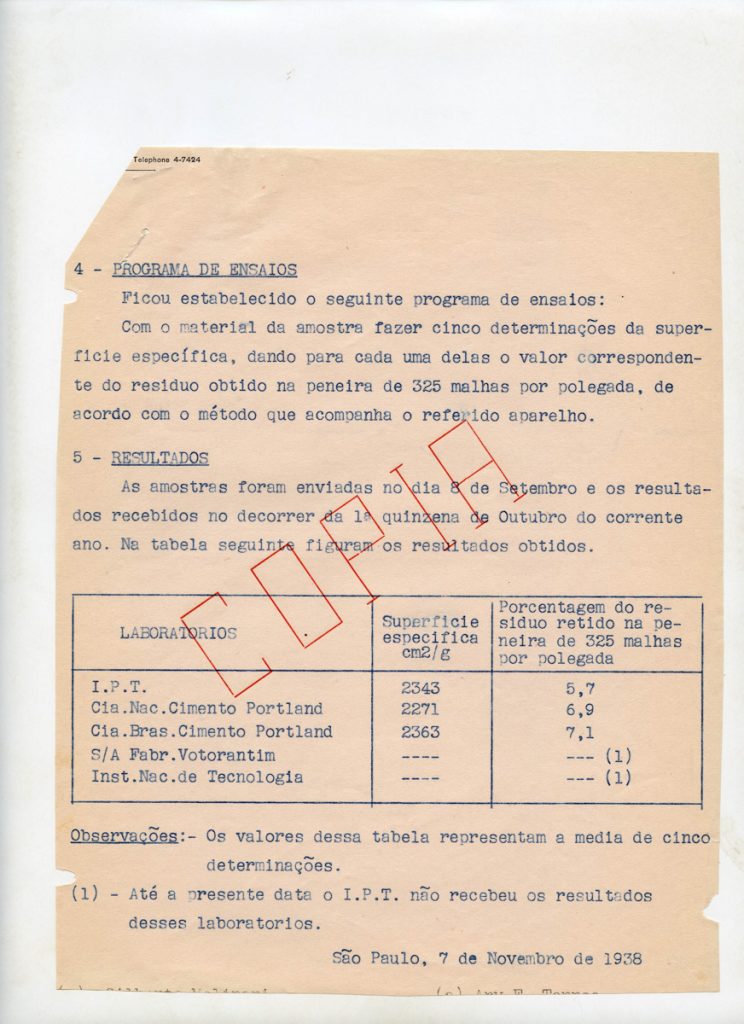 Telephone 4-7424
4 - PROGRAMA DE ENSAIOS
Ficou estabelecido o seguinte programa de ensaios:
Com o material da amostra fazer cinco determinações da super-
ficie específica, dando para cada uma delas o valor correspondente-
te do residuo obtido na peneira de 325 malhas por polegada, de
acordo com o método que acompanha o referido aparelho.
5 - RESULTADOS
As amostras foram enviadas no dia 8 de Setembro e os resulta-
dos recebidos no decorrer da 1a quinzena de Outubro do corrente
ano. Na tabela seguinte figuram os resultados obtidos.
COPIA
LABORATORIOS
Superficie
especifica
cm2/g
Porcentagem do re-
siduo retido na pe-
neira de 325 malhas
por polegada
I.P.T. 2343 5,7
Cia.Nac.Cimento Portland 2271 6,9
Cia.Bras.Cimento Portland 2363 7,1
S/A Fabr.Votorantim ---- --- (1)
Inst.Nac.de Tecnologia ---- --- (1)
Observações:- Os valores dessa tabela representam a media de cinco
determinações.
(1) - Até a presente data o I.P.T. não recebeu os resultados
desses laboratorios.
São Paulo, 7 de Novembro de 1938